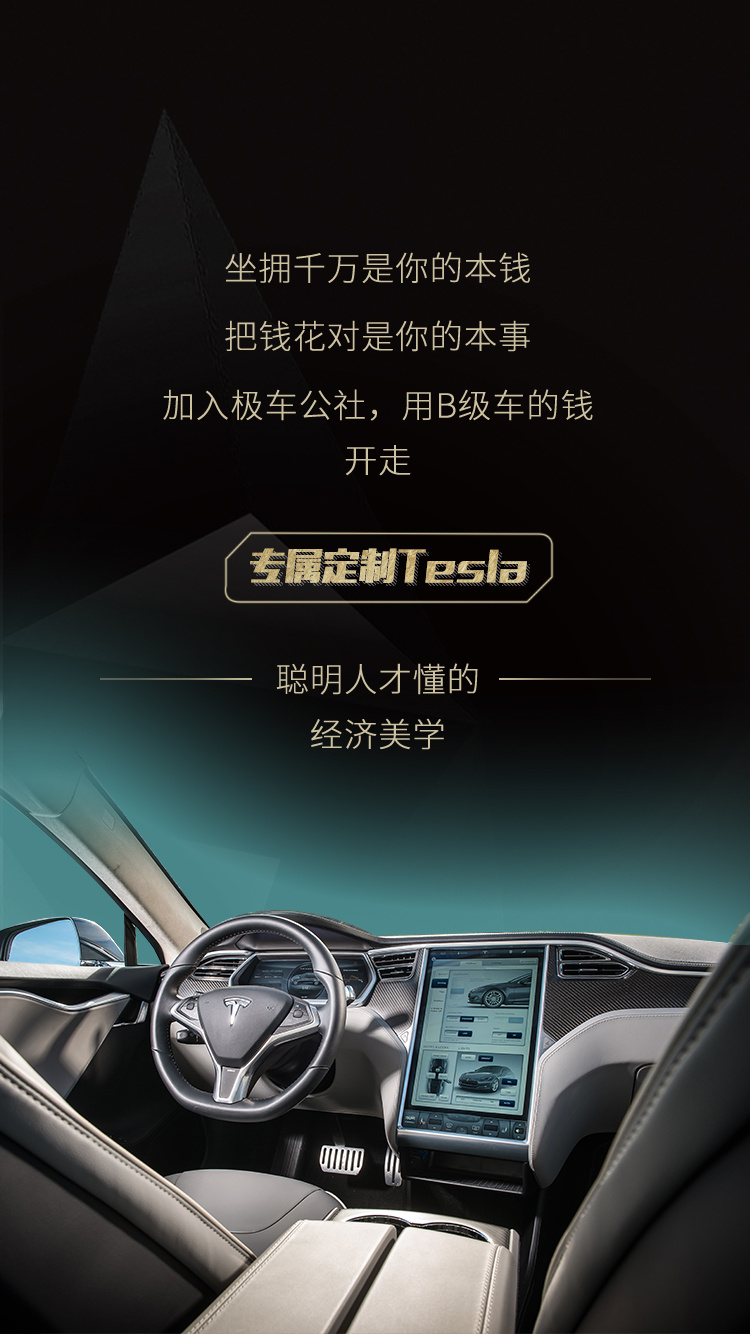 坐拥千万是你的本钱
把钱花对是你的本事
加入极车公社，用B级车的钱
开走
专属定制Tesla
聪明人才懂的
经济美学